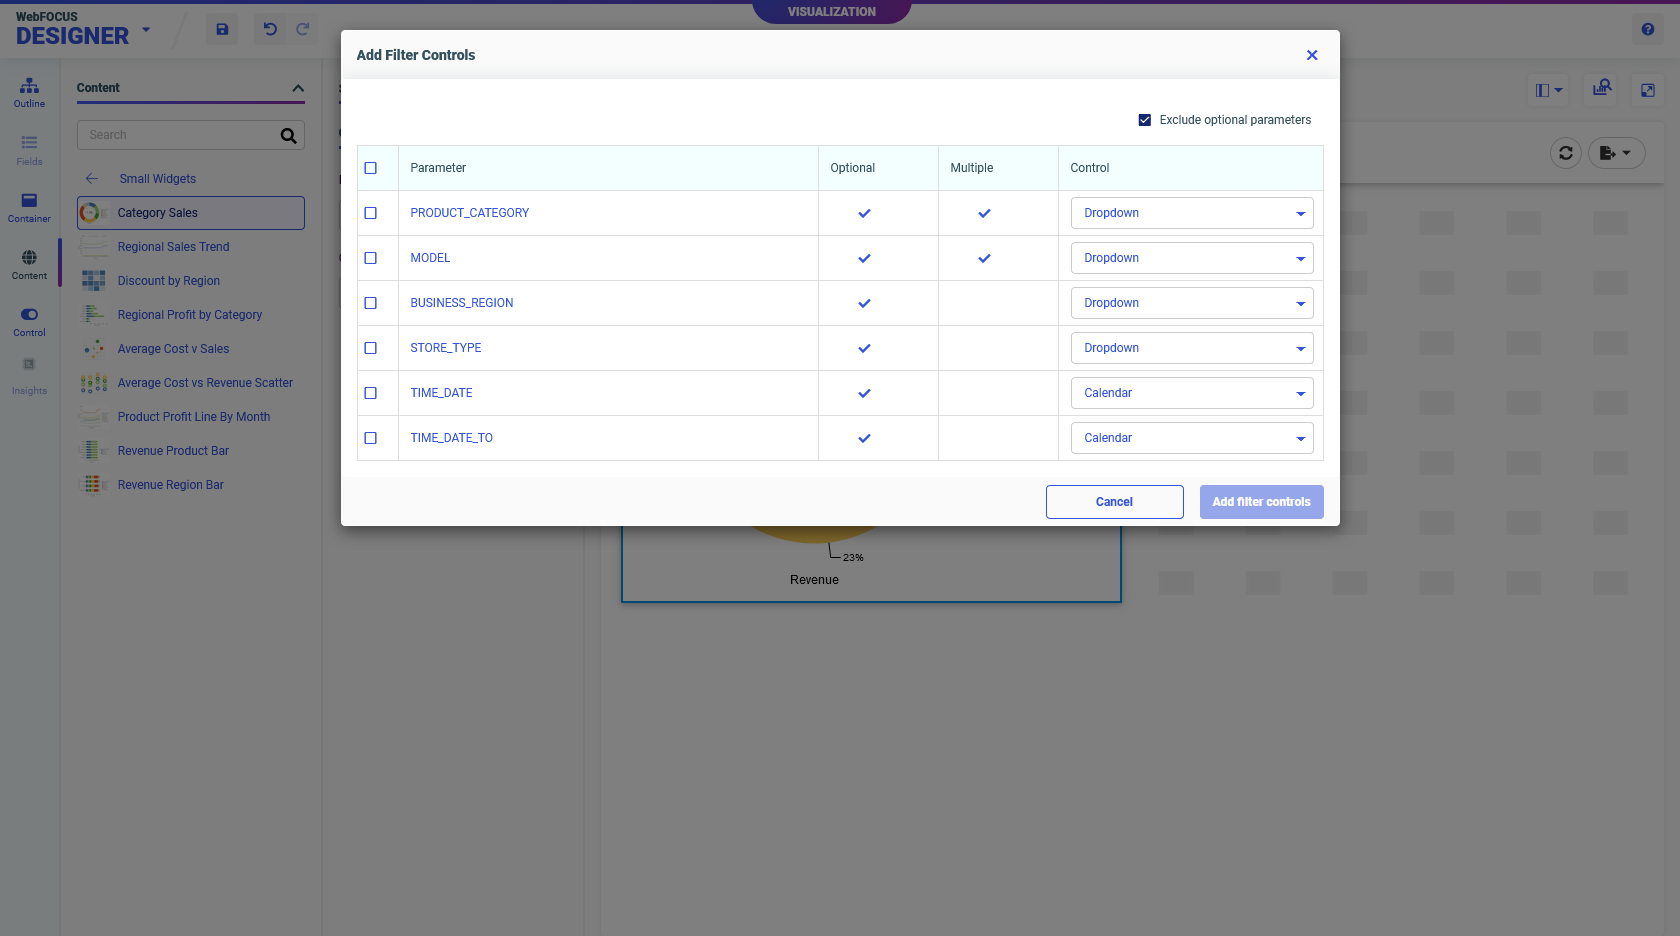 WebFOCUS
DESIGNER
VISUALIZATION
Add Filter Controls
Outline
Fields
Container
Content
Control
Insights
Content
Search
Small Widgets
Category Sales
Regional Sales Trend
Discount by Region
Regional Profit by Category
Average Cost v Sales
Average Cost vs Revenue Scatter
Product Profit Line By Month
Revenue Product Bar
Revenue Region Bar
Exclude optional parameters
Parameter Optional Multiple Control
PRODUCT_CATEGORY Dropdown
MODEL Dropdown
BUSINESS_REGION Dropdown
STORE_TYPE Dropdown
TIME_DATE Calendar
TIME_DATE_TO Calendar
Cancel Add filter controls
23%
Revenue